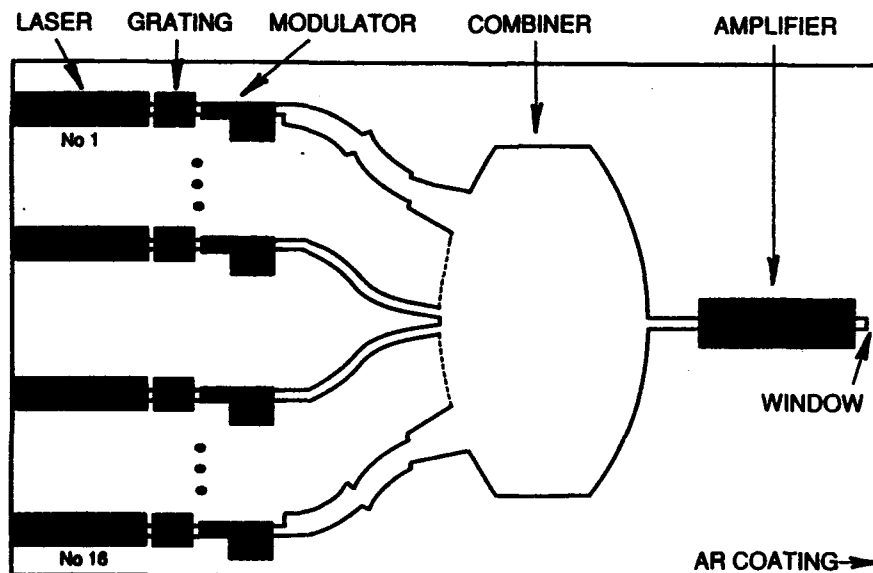 LASER GRATING MODULATOR COMBINER AMPLIFIER
No 1
WINDOW
No 16
AR COATING